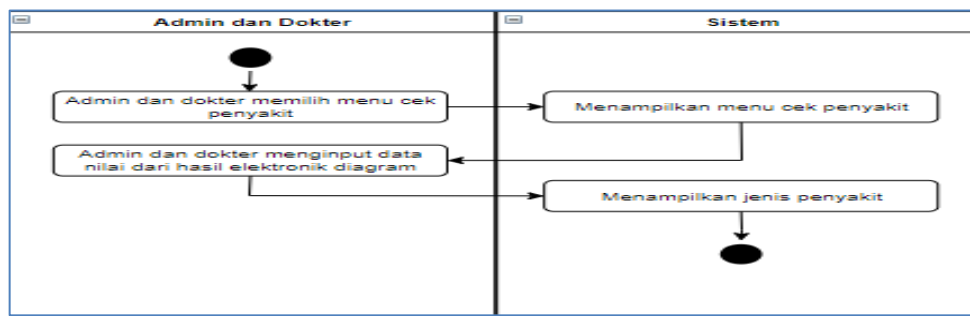 Admin dan Dokter
Sistem
Admin dan dokter memilih menu cek
penyakit
Menampilkan menu cek penyakit
Admin dan dokter menginput data
nilai dari hasil elektronik diagram
Menampilkan jenis penyakit